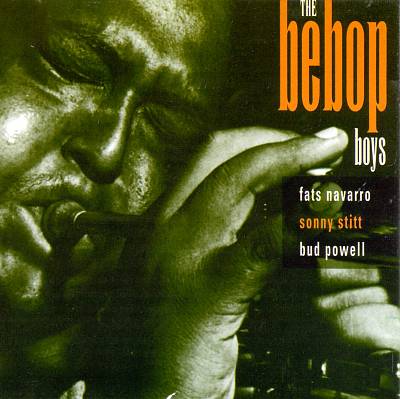 THE
bebop
boys
fats navarro
sonny stitt
bud powell